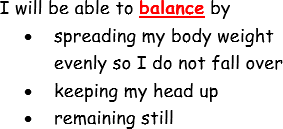 I will be able to balance by
• spreading my body weight
evenly so I do not fall over
• keeping my head up
• remaining still